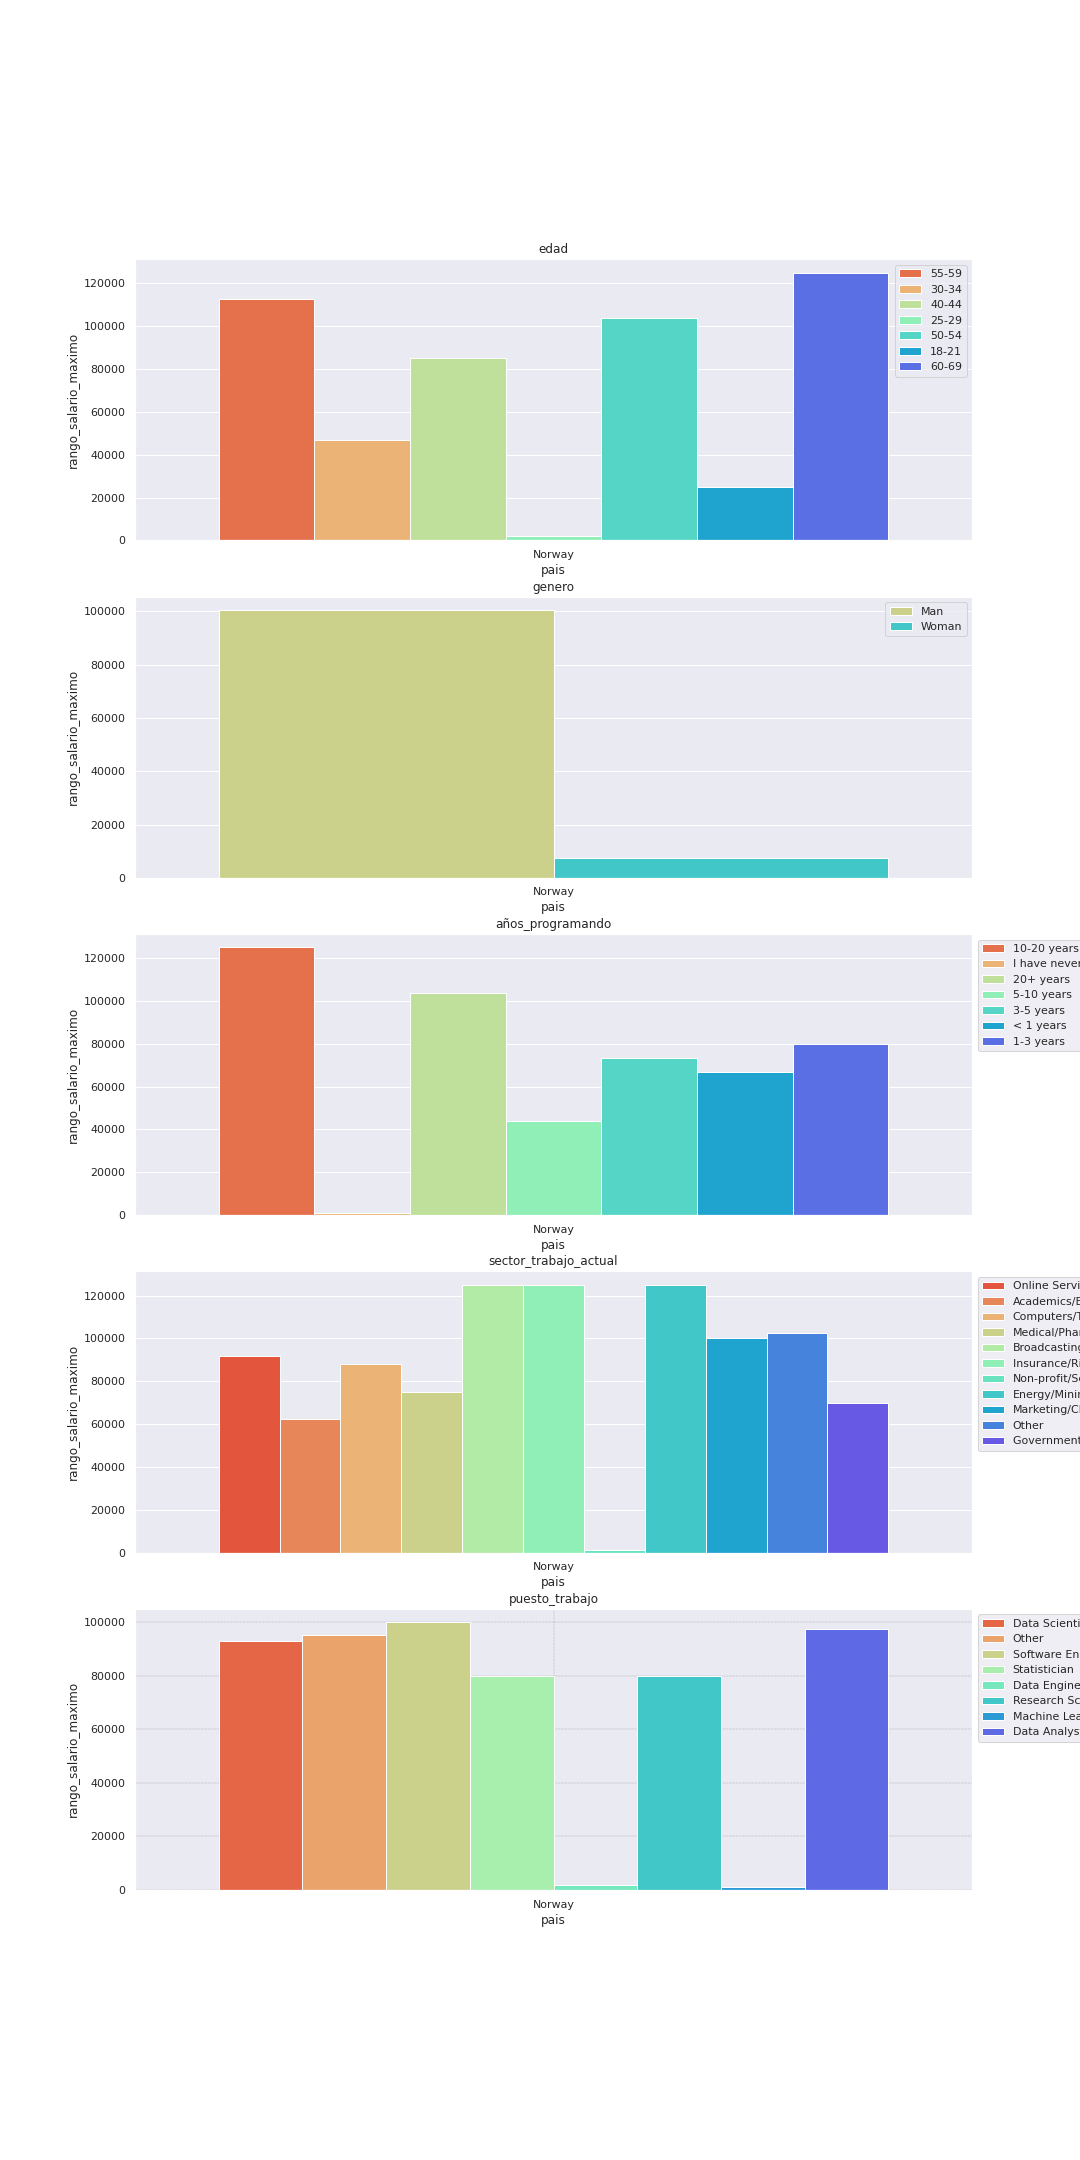 edad
120000
100000
80000
60000
40000
20000
0
rango_salario_maximo
55-59
30-34
40-44
25-29
50-54
18-21
60-69
Norway
pais
genero
100000
80000
60000
40000
20000
0
rango_salario_maximo
Man
Woman
Norway
pais
años_programando
120000
100000
80000
60000
40000
20000
0
rango_salario_maximo
10-20 years
I have never
20+ years
5-10 years
3-5 years
< 1 years
1-3 years
Norway
pais
sector_trabajo_actual
120000
100000
80000
60000
40000
20000
0
rango_salario_maximo
Online Servi
Academics/E
Computers/T
Medical/Phar
Broadcasting
Insurance/Ri
Non-profit/Se
Energy/Minin
Marketing/C
Other
Government
Norway
pais
puesto_trabajo
100000
80000
60000
40000
20000
0
rango_salario_maximo
Data Scienti
Other
Software En
Statistician
Data Engine
Research Sc
Machine Lea
Data Analys
Norway
pais